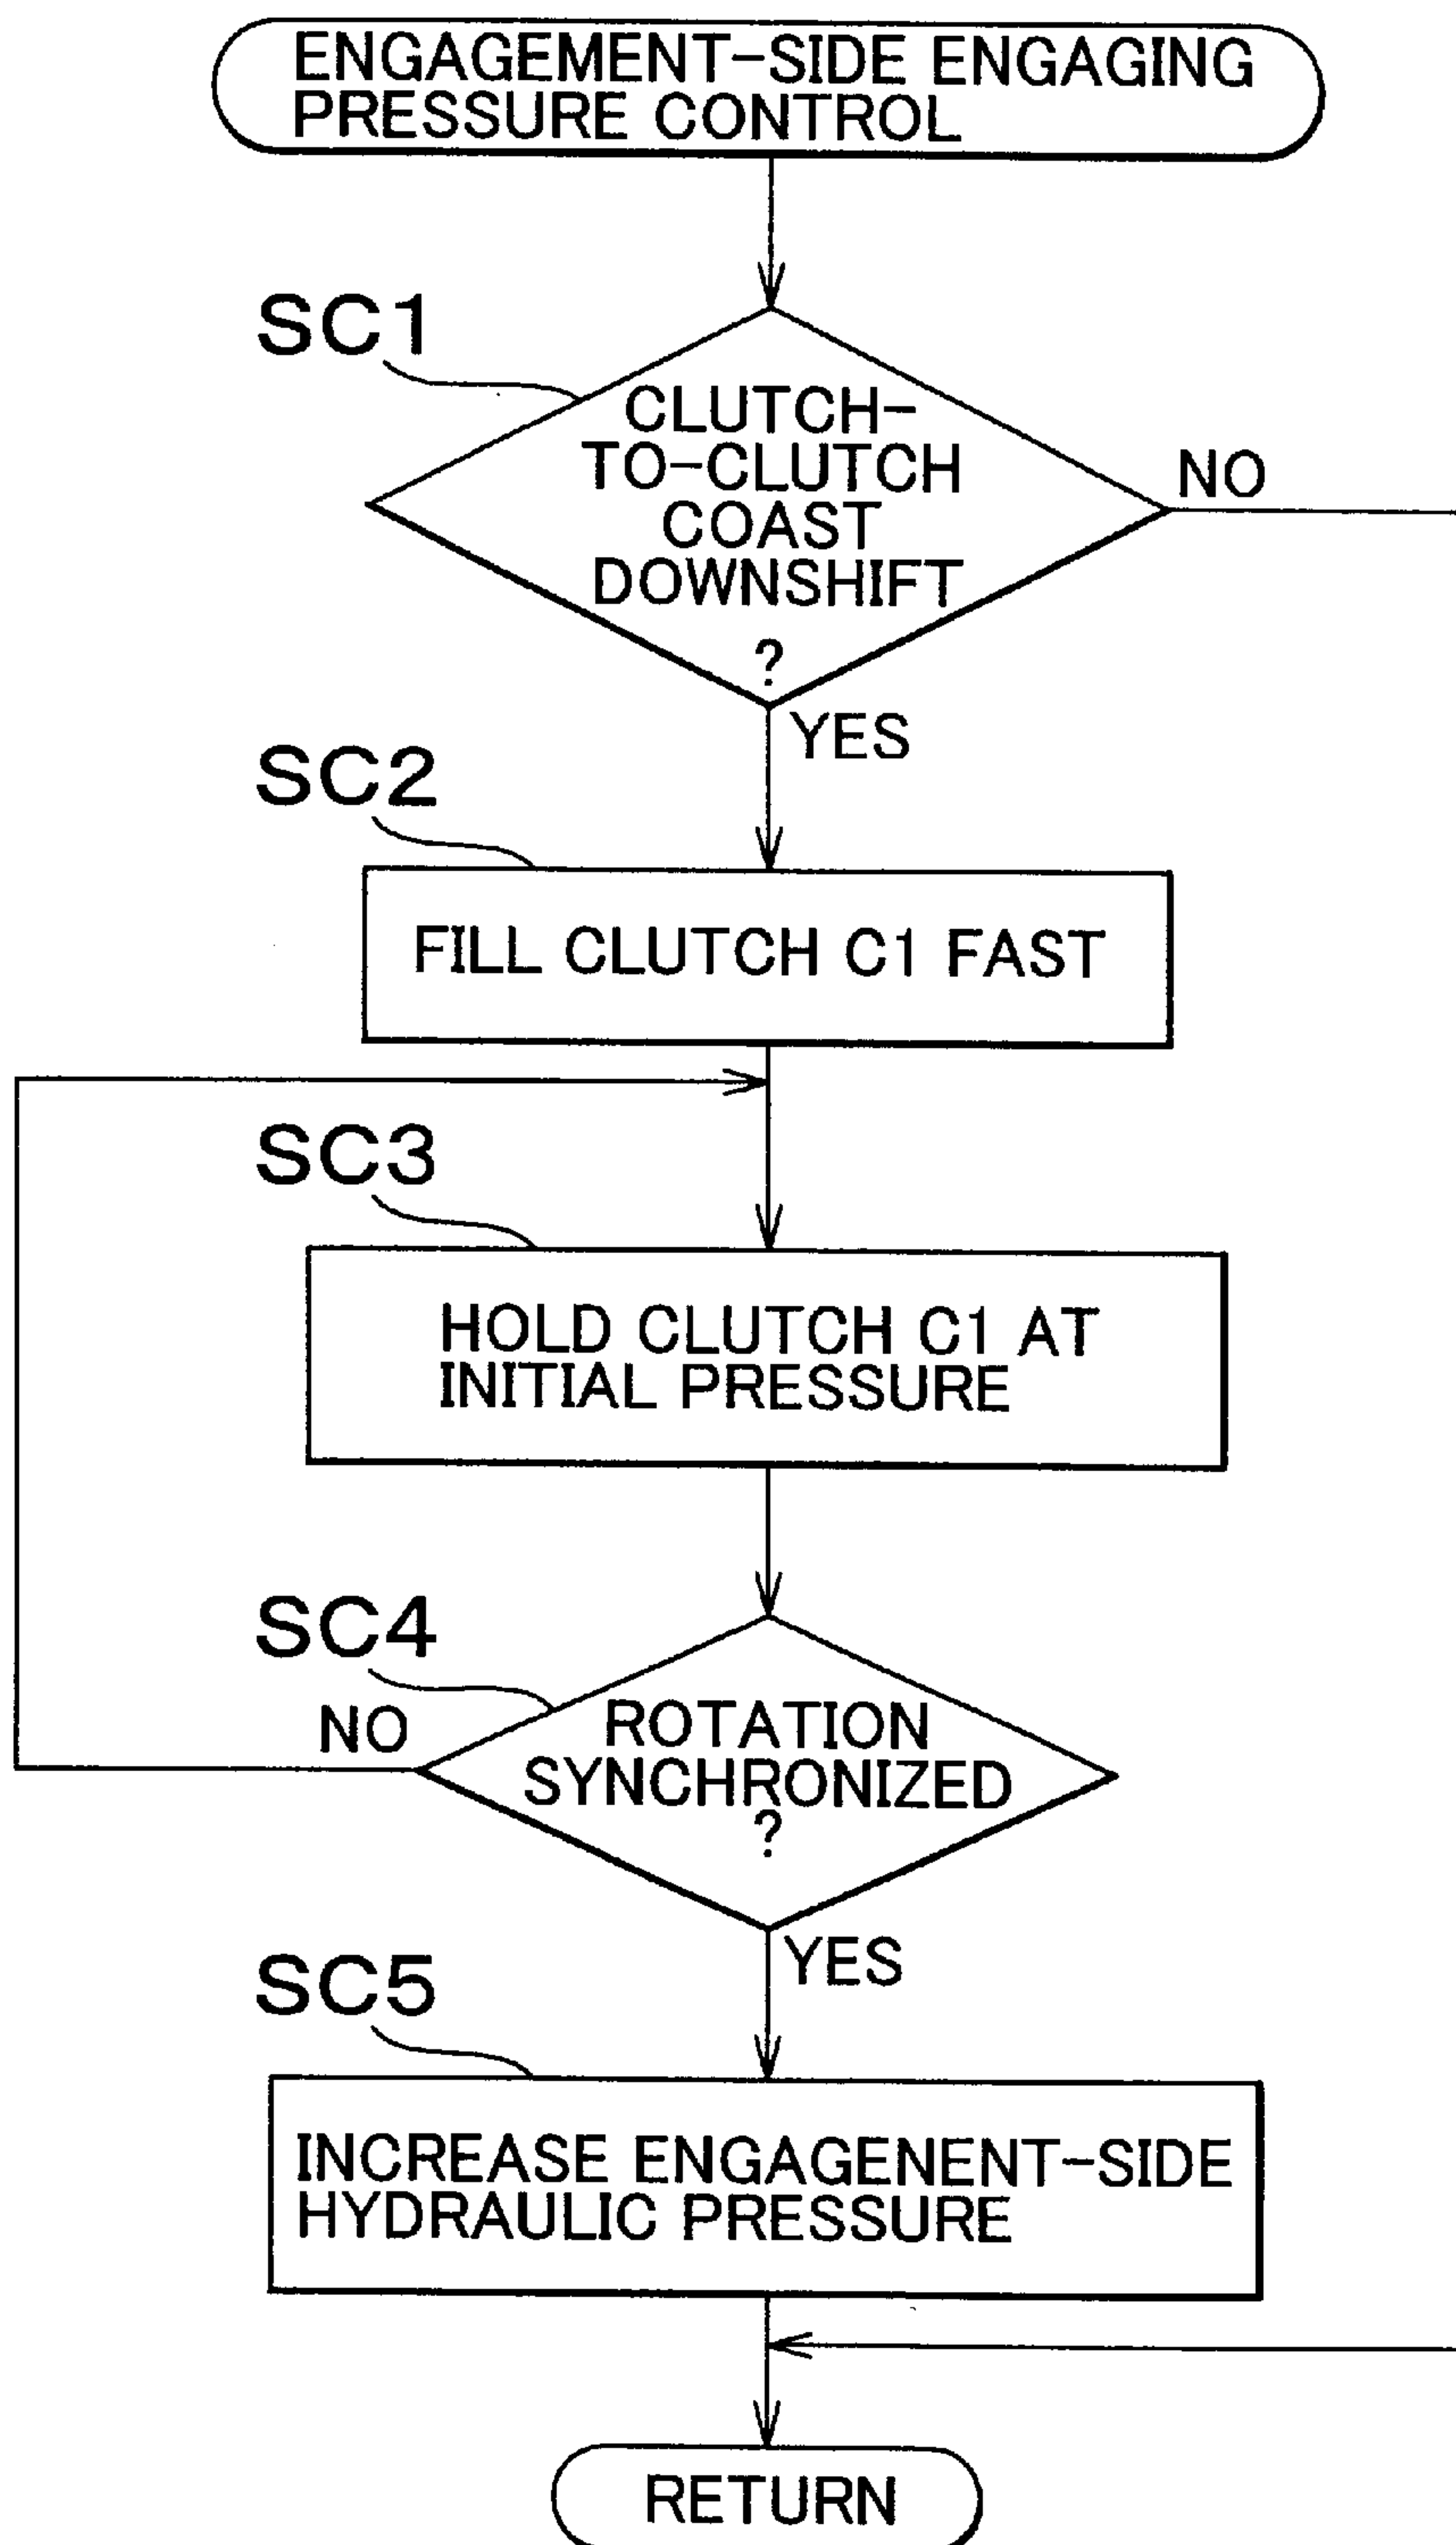 ENGAGEMENT-SIDE ENGAGING
PRESSURE CONTROL
SC1
CLUTCH-
TO-CLUTCH
COAST
DOWNSHIFT
?
NO
YES
SC2
FILL CLUTCH C1 FAST
SC3
HOLD CLUTCH C1 AT
INITIAL PRESSURE
SC4
NO
ROTATION
SYNCHRONIZED
?
YES
SC5
INCREASE ENGAGENENT-SIDE
HYDRAULIC PRESSURE
RETURN